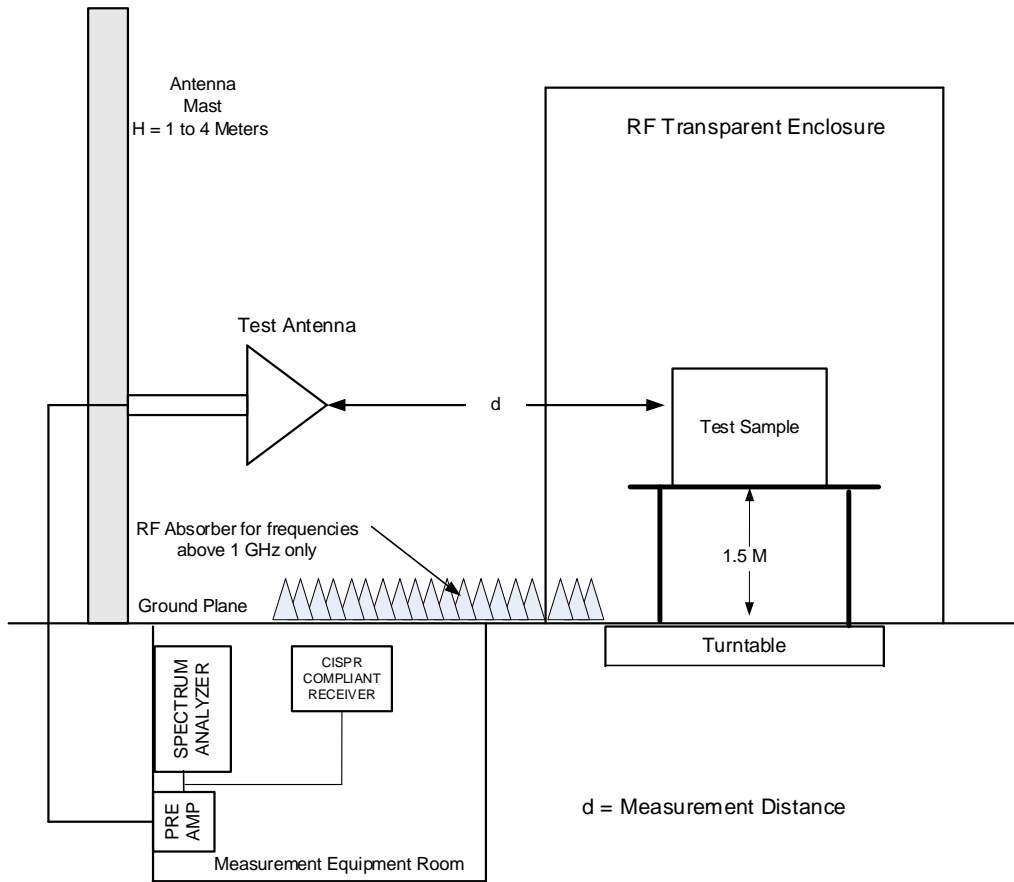 Antenna
Mast
H = 1 to 4 Meters
RF Transparent Enclosure
Test Antenna
d
Test Sample
RF Absorber for frequencies
above 1 GHz only
1.5 M
Ground Plane
Turntable
SPECTRUM
ANALYZER
CISPR
COMPLIANT
RECEIVER
PRE
AMP
d = Measurement Distance
Measurement Equipment Room